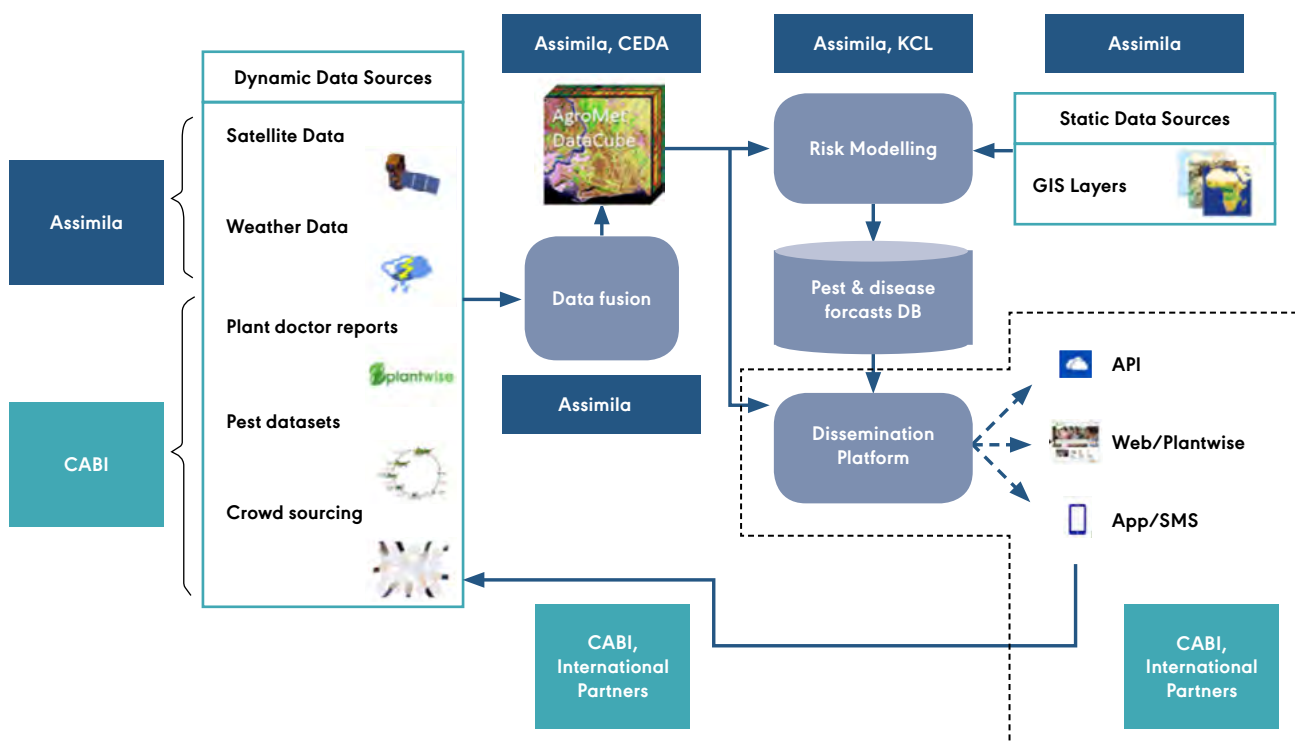 Assimila
CABI
Dynamic Data Sources
Satellite Data
Weather Data
Plant doctor reports
plantwise
Pest datasets
Crowd sourcing
Assimila, CEDA
AgroMet
DataCube
Data fusion
Assimila
Assimila, KCL
Risk Modelling
Pest & disease
forcasts DB
Dissemination
Platform
Assimila
Static Data Sources
GIS Layers
API
Web/Plantwise
App/SMS
CABI,
International
Partners
CABI,
International
Partners